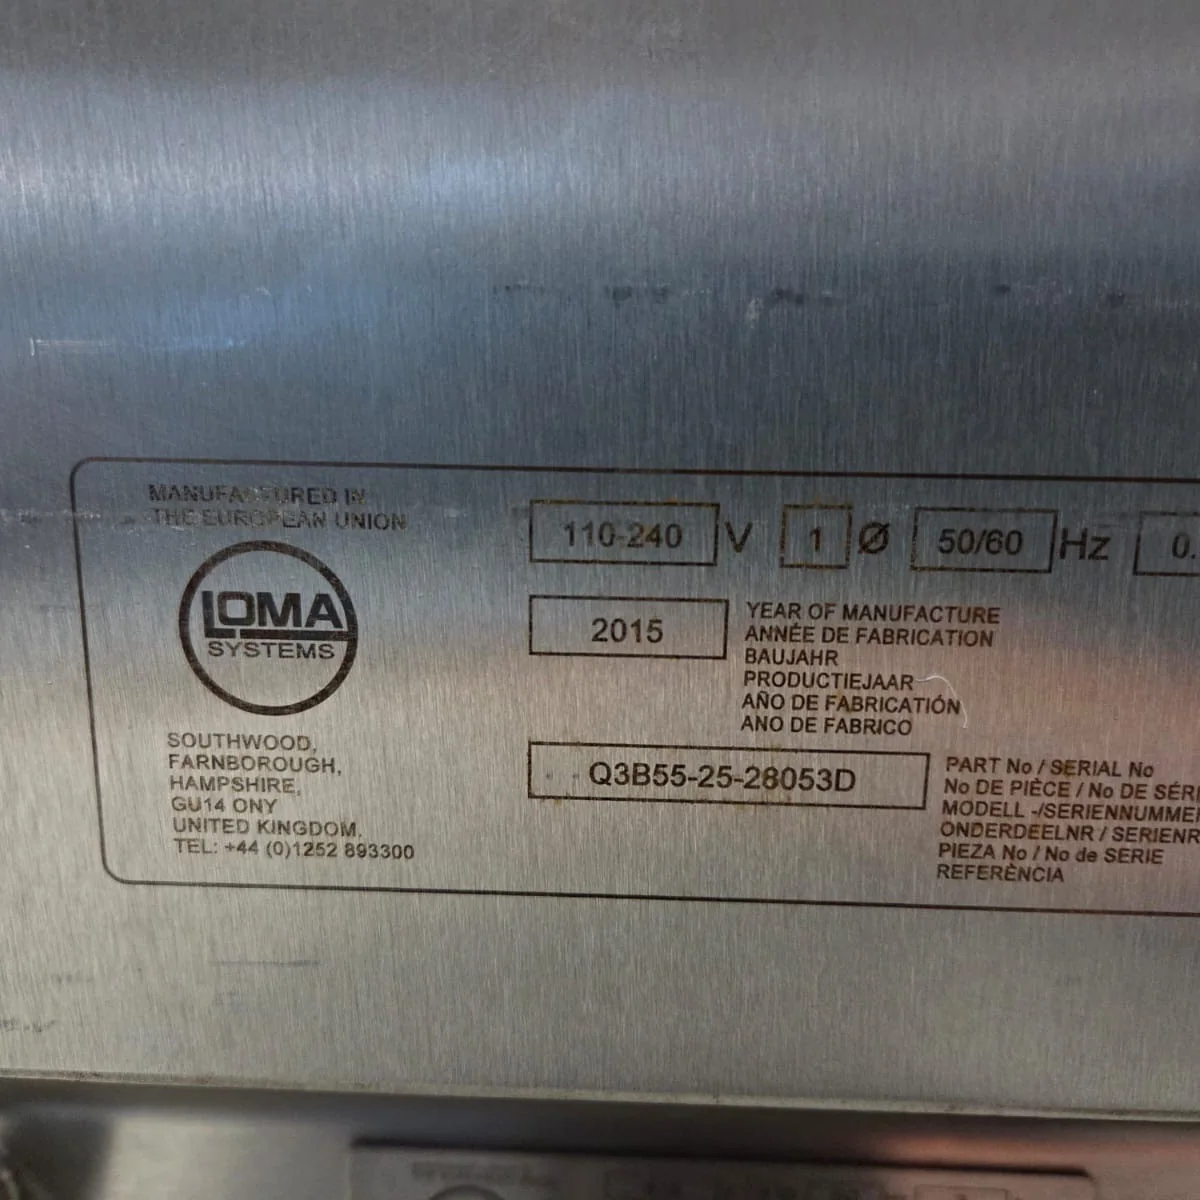 MANUFACTURED IN
THE EUROPEAN UNION
LOMA
SYSTEMS
SOUTHWOOD,
FARNBOROUGH,
HAMPSHIRE,
GU14 ONY
UNITED KINGDOM.
TEL: +44 (0)1252 893300
110-240 V 1 Ø 50/60 Hz 0.
2015
YEAR OF MANUFACTURE
ANNÉE DE FABRICATION
BAUJAHR
PRODUCTIEJAAR
AÑO DE FABRICATIÓN
ANO DE FABRICO
Q3B55-25-28053D
PART No / SERIAL No
No DE PIÈCE / No DE SÉRI
MODELL -/SERIENNUMMER
ONDERDEELNR / SERIENR
PIEZA No / No de SERIE
REFERÊNCIA